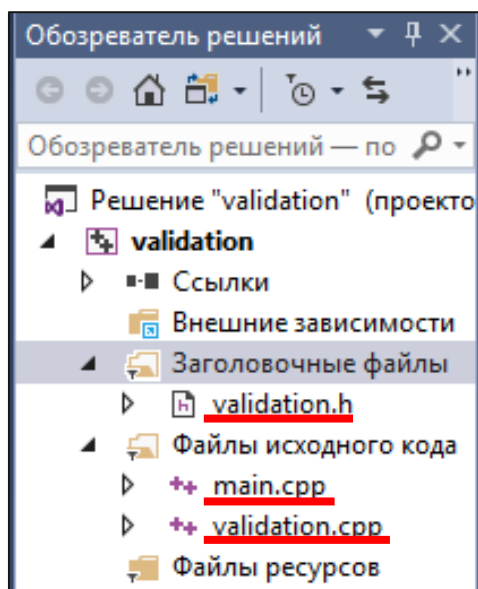 Обозреватель решений
Обозреватель решений — по
Решение "validation" (проекто
validation
Ссылки
Внешние зависимости
Заголовочные файлы
validation.h
Файлы исходного кода
main.cpp
validation.cpp
Файлы ресурсов